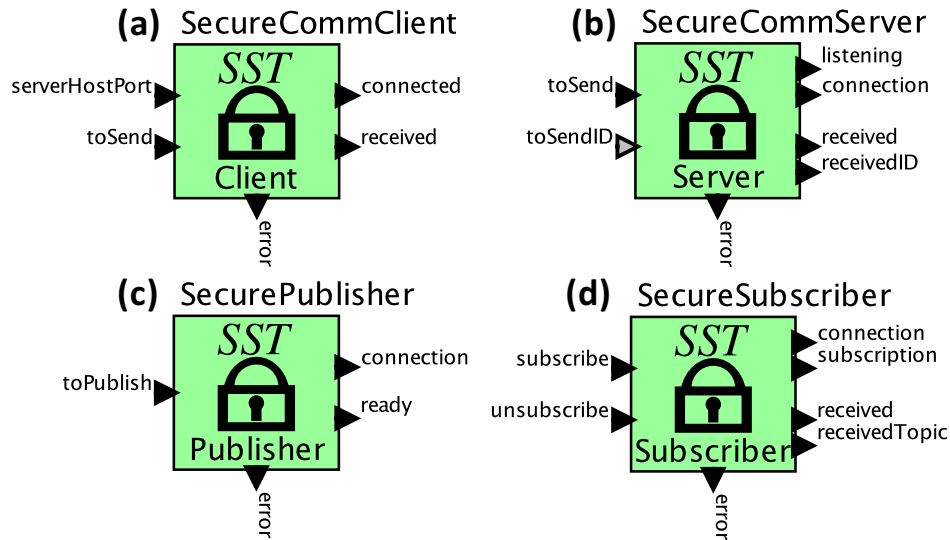 (a) SecureCommClient
SST
serverHostPort
connected
toSend
received
Client
error
(b) SecureCommServer
SST
listening
toSend
connection
toSendID
received
receivedID
Server
error
(c) SecurePublisher
SST
connection
toPublish
ready
Publisher
error
(d) SecureSubscriber
SST
connection
subscribe
subscription
unsubscribe
received
receivedTopic
Subscriber
error